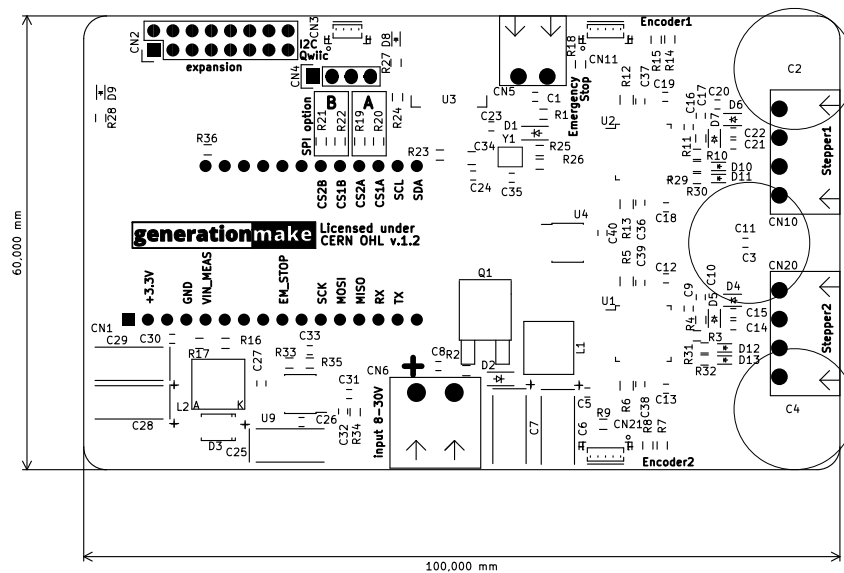 CN2
expansion
I2C
Qwiic
CN3
D8
R27
CN4
CN5
R18
CN11
Encoder1
R15
R14
R12
C37
C19
C2
D9
R28
U3
C1
R1
Emergency
Stop
C16
C17
C20
D6
D7
SPI option
B
A
R21
R22
R19
R20
R24
C23
D1
U2
R11
C22
C21
Stepper1
R36
R23
C34
Y1
R25
R26
R10
D10
D11
R29
R30
C24
C35
CS2B
CS1B
CS2A
CS1A
SCL
SDA
CN10
generationmake
Licensed under
CERN OHL v.1.2
U4
C40
R13
C36
C18
C11
C3
R5
C39
C12
C10
CN20
+3.3V
GND
VIN_MEAS
EM_STOP
SCK
MOSI
MISO
RX
TX
Q1
U1
C9
D4
D5
C15
C14
R4
Stepper2
CN1
C30
C29
R17
R16
C27
C33
R33
R35
CN6
C8
R2
D2
L1
R3
D12
D13
R31
R32
C31
L2
A
K
C28
D3
C25
U9
C26
C32
R34
input 8-30V
C7
C6
C5
R9
CN21
R6
C38
R8
R7
C13
C4
Encoder2
60,000 mm
100,000 mm